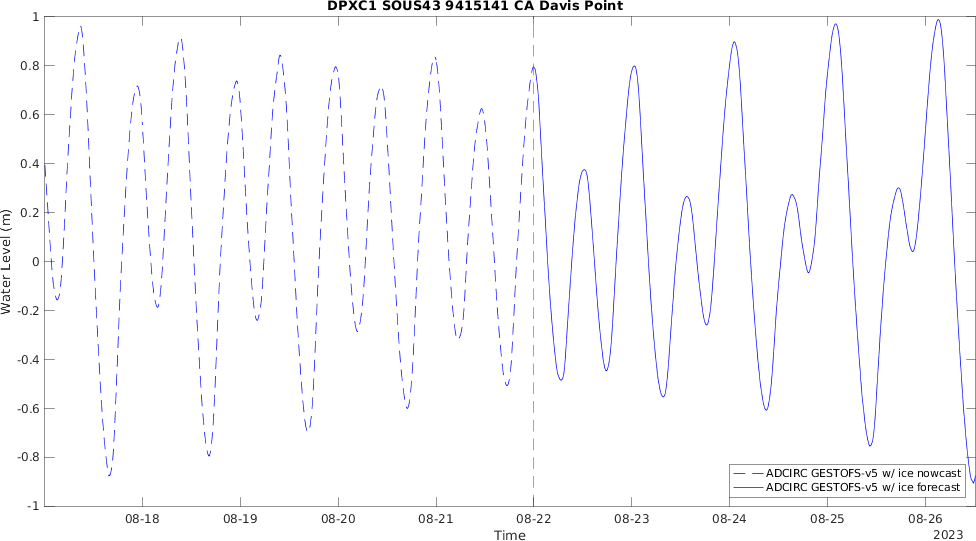 DPXC1 SOUS43 9415141 CA Davis Point
Water Level (m)
1
0.8
0.6
0.4
0.2
0
-0.2
-0.4
-0.6
-0.8
-1
ADCIRC GESTOFS-v5 w/ ice nowcast
ADCIRC GESTOFS-v5 w/ ice forecast
08-18 08-19 08-20 08-21 08-22 08-23 08-24 08-25 08-26
Time
2023